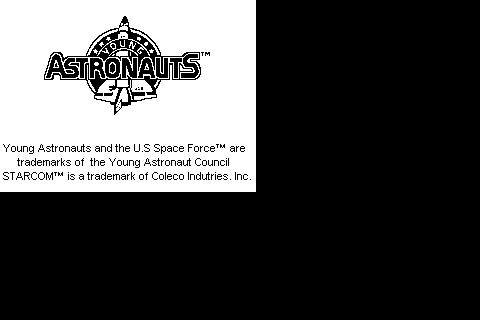 YOUNG
ASTRONAUTS™
Young Astronauts and the U.S Space Force™ are
trademarks of the Young Astronaut Council
STARCOM™ is a trademark of Coleco Indutries. Inc.